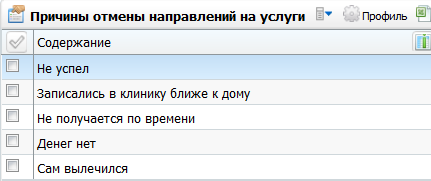 Причины отмены направлений на услуги Профиль
Содержание
Не успел
Записались в клинику ближе к дому
Не получается по времени
Денег нет
Сам вылечился